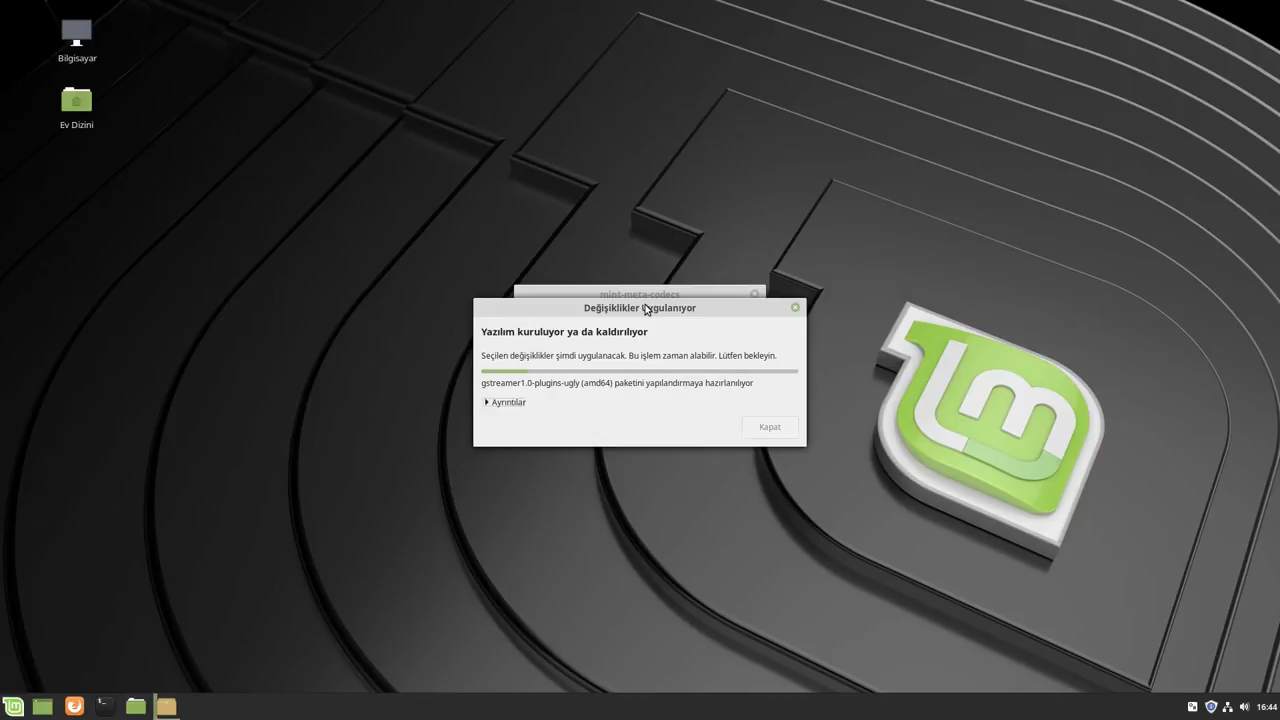 Bilgisayar
Ev Dizini
mint-meta-codecs
Değişiklikler Uygulanıyor
Yazılım kuruluyor ya da kaldırılıyor
Seçilen değişiklikler şimdi uygulanacak. Bu işlem zaman alabilir. Lütfen bekleyin.
gstreamer1.0-plugins-ugly (amd64) paketini yapılandırmaya hazırlanılıyor
Ayrıntılar
Kapat
16:44